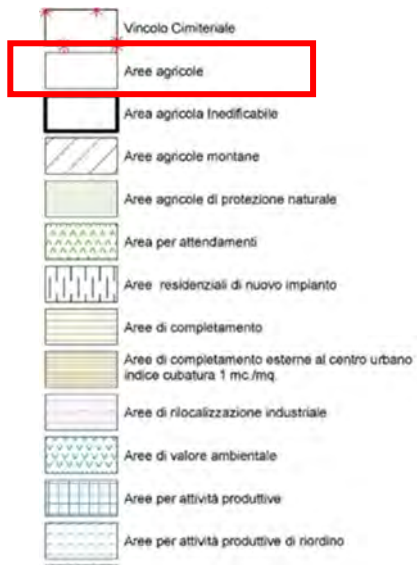 Vincolo Cimiteriale
Aree agricole
Area agricola Inedificabile
Aree agricole montane
Aree agricole di protezione naturale
Area per attendamenti
Aree residenziali di nuovo impianto
Aree di completamento
Aree di completamento esterne al centro urbano
indice cubatura 1 mc./mq.
Aree di rilocalizzazione industriale
Aree di valore ambientale
Aree per attività produttive
Aree per attività produttive di riordino